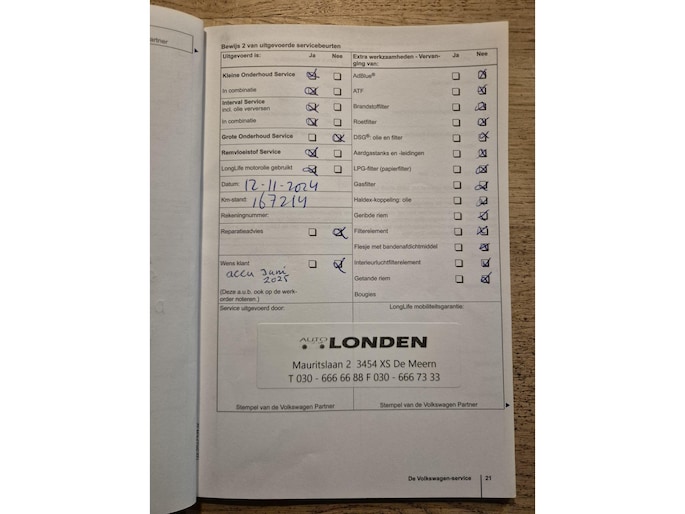 Partner
Bewijs 2 van uitgevoerde servicebeurten
Uitgevoerd is: Ja Nee
Kleine Onderhoud Service
In combinatie
Interval Service
incl. olie verversen
In combinatie
Grote Onderhoud Service
Remvloeistof Service
LongLife motorolie gebruikt
Datum: 12-11-2024
Km-stand: 167214
Rekeningnummer:
Reparatieadvies
Wens klant
accu Juni
2025
(Deze a.u.b. ook op de werk-
order noteren.)
Service uitgevoerd door:
Extra werkzaamheden - Vervan-
ging van: Ja Nee
AdBlue®
ATF
Brandstoffilter
Roetfilter
DSG®: olie en filter
Aardgastanks en -leidingen
LPG-filter (papierfilter)
Gasfilter
Haldex-koppeling: olie
Geribde riem
Filterelement
Flesje met bandenafdichtmiddel
Interieurluchtfilterelement
Getande riem
Bougies
LongLife mobiliteitsgarantie:
AUTO LONDEN
Mauritslaan 2 3454 XS De Meern
T 030 - 666 66 88 F 030 - 666 73 33
Stempel van de Volkswagen Partner
Stempel van de Volkswagen Partner
De Volkswagen-service 21